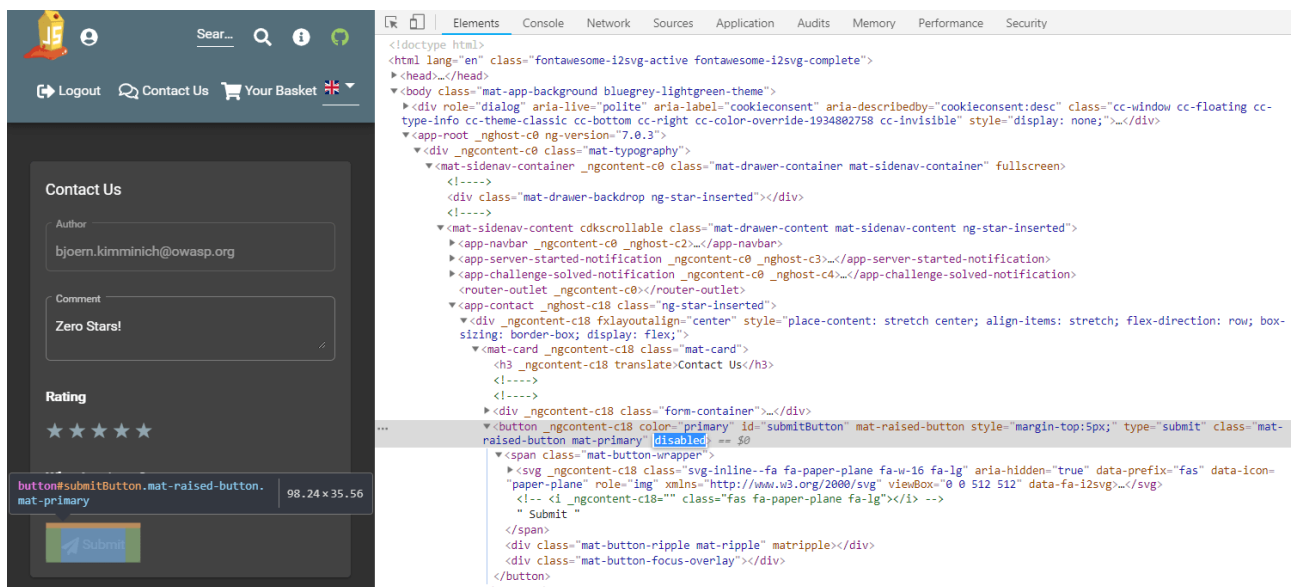 JS
Sear...
Logout Contact Us Your Basket
Contact Us
Author
bjoern.kimminich@owasp.org
Comment
Zero Stars!
Rating
button#submitButton.mat-raised-button.
mat-primary
98.24 × 35.56
Submit
Elements Console Network Sources Application Audits Memory Performance Security
<!doctype html>
<html lang="en" class="fontawesome-i2svg-active fontawesome-i2svg-complete">
▶<head>…</head>
▼<body class="mat-app-background bluegrey-lightgreen-theme">
▶<div role="dialog" aria-live="polite" aria-label="cookieconsent" aria-describedby="cookieconsent:desc" class="cc-window cc-floating cc-
type-info cc-theme-classic cc-bottom cc-right cc-color-override-1934802758 cc-invisible" style="display: none;">…</div>
▼<app-root _nghost-c0 ng-version="7.0.3">
▼<div _ngcontent-c0 class="mat-typography">
▼<mat-sidenav-container _ngcontent-c0 class="mat-drawer-container mat-sidenav-container" fullscreen>
<!---->
<div class="mat-drawer-backdrop ng-star-inserted"></div>
<!---->
▼<mat-sidenav-content cdkscrollable class="mat-drawer-content mat-sidenav-content ng-star-inserted">
▶<app-navbar _ngcontent-c0 _nghost-c2>…</app-navbar>
▶<app-server-started-notification _ngcontent-c0 _nghost-c3>…</app-server-started-notification>
▶<app-challenge-solved-notification _ngcontent-c0 _nghost-c4>…</app-challenge-solved-notification>
<router-outlet _ngcontent-c0></router-outlet>
▼<app-contact _nghost-c18 class="ng-star-inserted">
▼<div _ngcontent-c18 fxlayoutalign="center" style="place-content: stretch center; align-items: stretch; flex-direction: row; box-
sizing: border-box; display: flex;">
▼<mat-card _ngcontent-c18 class="mat-card">
<h3 _ngcontent-c18 translate>Contact Us</h3>
<!---->
<!---->
▶<div _ngcontent-c18 class="form-container">…</div>
... ▼<button _ngcontent-c18 color="primary" id="submitButton" mat-raised-button style="margin-top:5px;" type="submit" class="mat-
raised-button mat-primary" disabled> == $0
▼<span class="mat-button-wrapper">
▶<svg _ngcontent-c18 class="svg-inline--fa fa-paper-plane fa-w-16 fa-lg" aria-hidden="true" data-prefix="fas" data-icon=
"paper-plane" role="img" xmlns="http://www.w3.org/2000/svg" viewBox="0 0 512 512" data-fa-i2svg>…</svg>
<!-- <i _ngcontent-c18="" class="fas fa-paper-plane fa-lg"></i> -->
" Submit "
</span>
<div class="mat-button-ripple mat-ripple" matripple></div>
<div class="mat-button-focus-overlay"></div>
</button>